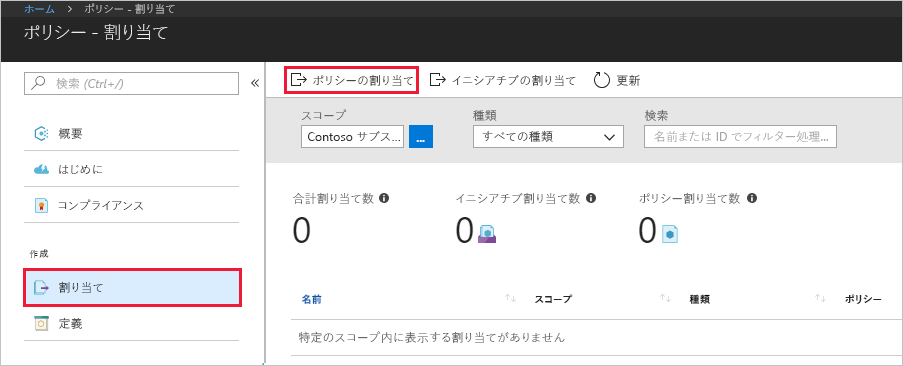 ホーム > ポリシー - 割り当て
ポリシー - 割り当て
検索 (Ctrl+/)
«
概要
はじめに
コンプライアンス
作成
割り当て
定義
ポリシーの割り当て イニシアチブの割り当て 更新
スコープ 種類 検索
Contoso サブス... ... すべての種類 名前または ID でフィルター処理...
合計割り当て数 イニシアチブ割り当て数 ポリシー割り当て数
0 0 0
名前 スコープ 種類 ポリシー
特定のスコープ内に表示する割り当てがありません